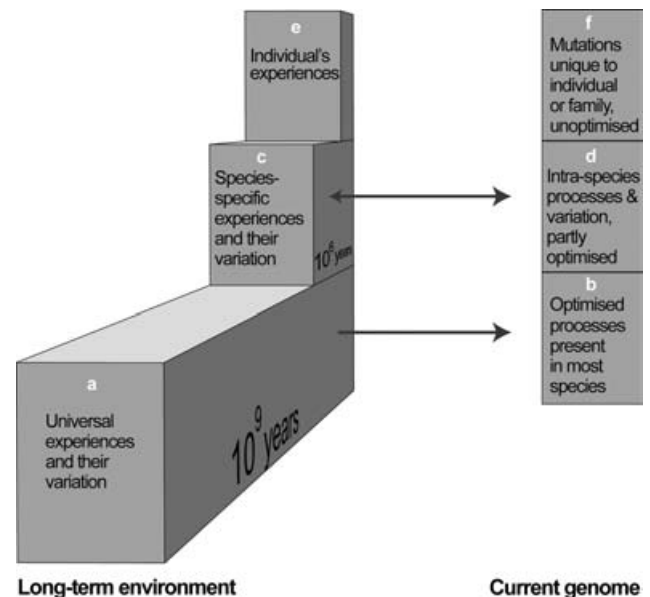 e
Individual's
experiences
c
Species-
specific
experiences
and their
variation
10⁶ years
a
Universal
experiences
and their
variation
10⁹ years
Long-term environment
f
Mutations
unique to
individual
or family,
unoptimised
d
Intra-species
processes &
variation,
partly
optimised
b
Optimised
processes
present
in most
species
Current genome